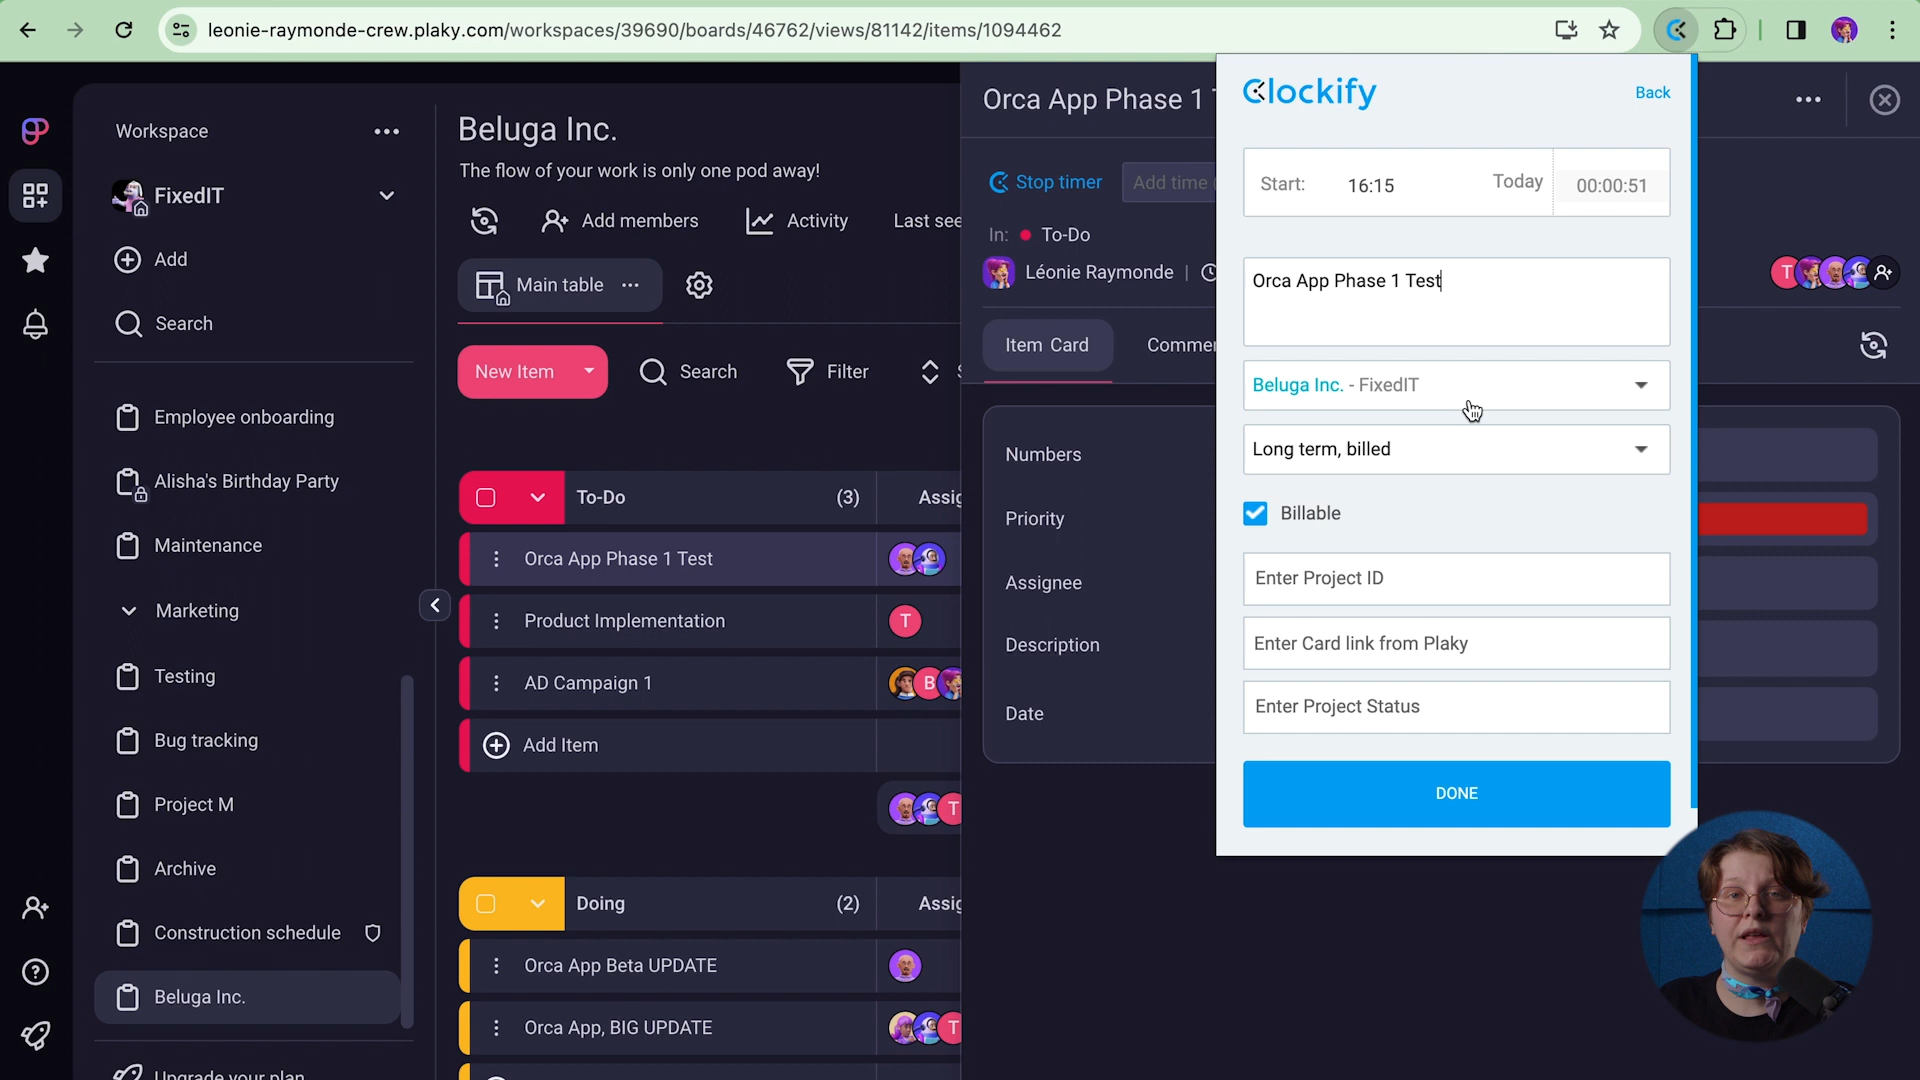 leonie-raymonde-crew.plaky.com/workspaces/39690/boards/46762/views/81142/items/1094462
Workspace
FixedIT
Add
Search
Employee onboarding
Alisha's Birthday Party
Maintenance
Marketing
Testing
Bug tracking
Project M
Archive
Construction schedule
Beluga Inc.
Upgrade your plan
Beluga Inc.
The flow of your work is only one pod away!
Add members
Activity
Last see
Main table
New Item
Search
Filter
To-Do
(3)
Assig
Orca App Phase 1 Test
Product Implementation
T
AD Campaign 1
B
Add Item
T
Doing
(2)
Assig
Orca App Beta UPDATE
Orca App, BIG UPDATE
T
Orca App Phase 1
Stop timer
Add time
In:
To-Do
Léonie Raymonde
T
Item Card
Commen
Numbers
Priority
Assignee
Description
Date
Clockify
Back
Start:
16:15
Today
00:00:51
Orca App Phase 1 Test
Beluga Inc. - FixedIT
Long term, billed
Billable
Enter Project ID
Enter Card link from Plaky
Enter Project Status
DONE